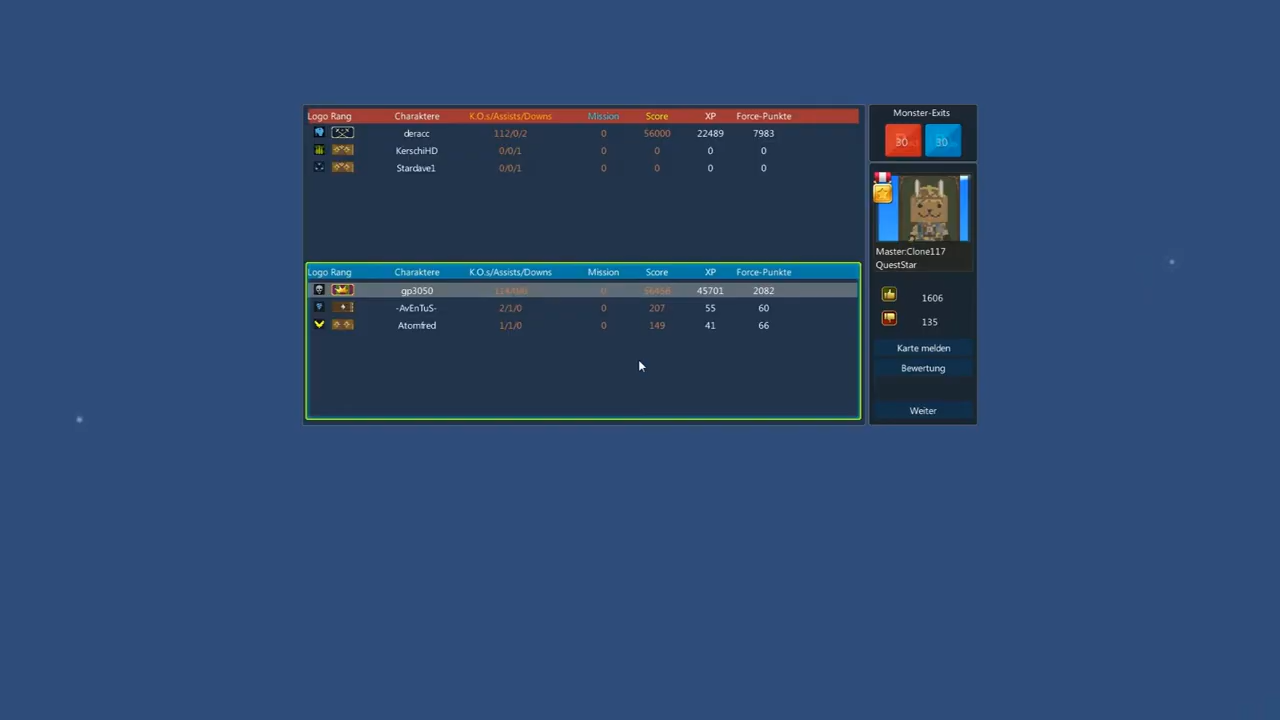 Logo Rang Charaktere K.O.s/Assists/Downs Mission Score XP Force-Punkte
deracc 112/0/2 0 56000 22489 7983
KerschiHD 0/0/1 0 0 0 0
Stardave1 0/0/1 0 0 0 0
Logo Rang Charaktere K.O.s/Assists/Downs Mission Score XP Force-Punkte
gp3050 0 45701 2082
-AvEnTuS- 2/1/0 0 207 55 60
Atomfred 1/1/0 0 149 41 66
Monster-Exits
30 30
Master:Clone117
QuestStar
1606
135
Karte melden
Bewertung
Weiter